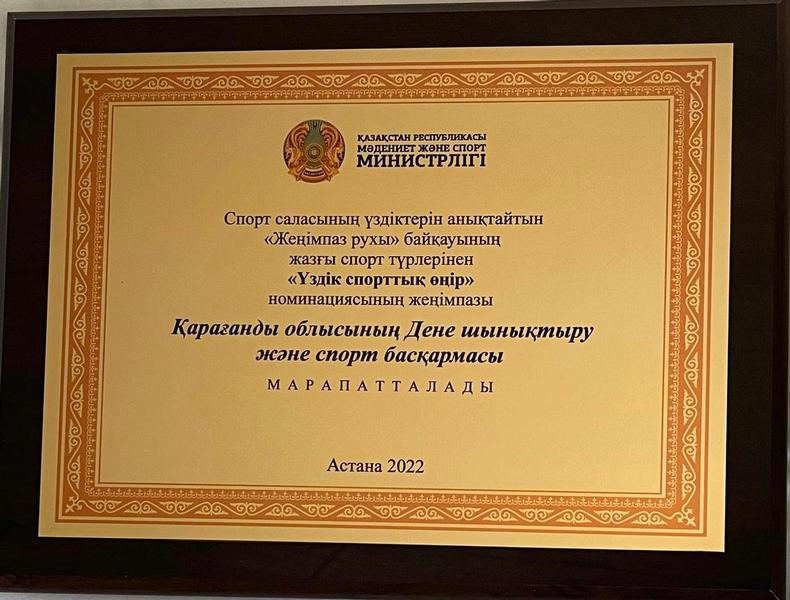 ҚАЗАҚСТАН РЕСПУБЛИКАСЫ
МӘДЕНИЕТ ЖӘНЕ СПОРТ
МИНИСТРЛІГІ
Спорт саласының үздіктерін анықтайтын
«Жеңімпаз рухы» байқауының
жазғы спорт түрлерінен
«Үздік спорттық өңір»
номинациясының жеңімпазы
Қарағанды облысының Дене шынықтыру
және спорт басқармасы
МАРАПАТТАЛАДЫ
Астана 2022